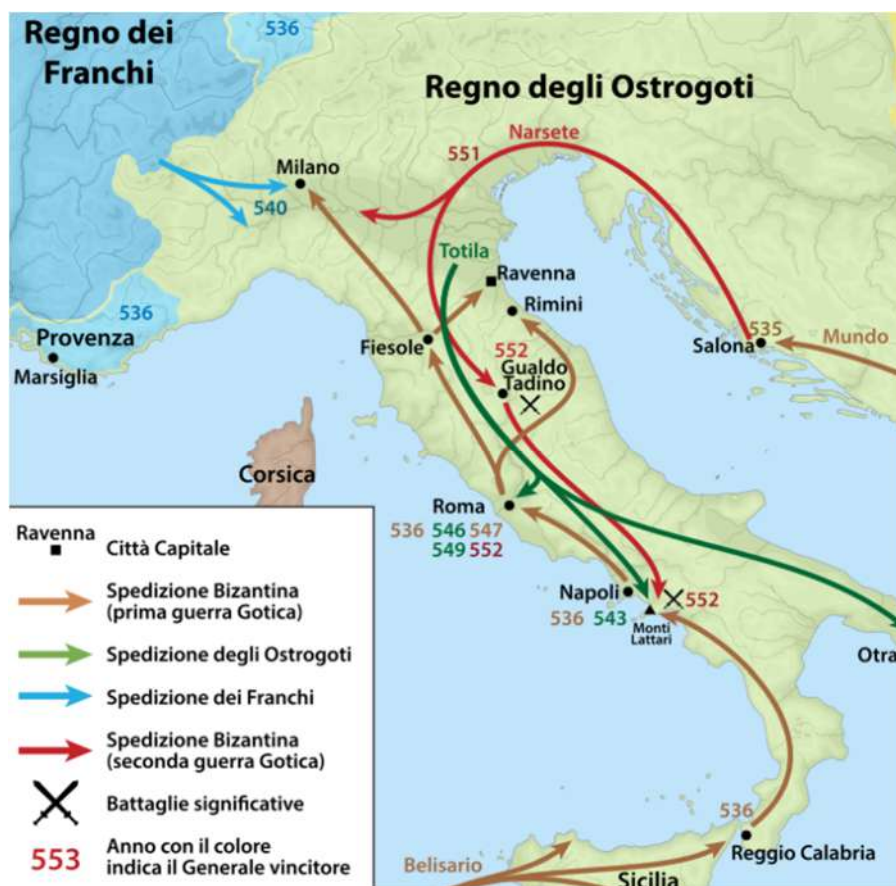 Regno dei
Franchi
536
Regno degli Ostrogoti
Narsete
551
Milano
540
Totila
Ravenna
Rimini
536
Provenza
Marsiglia
Fiesole
552
Gualdo
Tadino
535
Salona
Mundo
Corsica
Roma
536 546 547
549 552
Napoli
536 543
552
Monti
Lattari
Otra
Ravenna
Città Capitale
Spedizione Bizantina
(prima guerra Gotica)
Spedizione degli Ostrogoti
Spedizione dei Franchi
Spedizione Bizantina
(seconda guerra Gotica)
Battaglie significative
553
Anno con il colore
indica il Generale vincitore
536
Reggio Calabria
Belisario
Sicilia